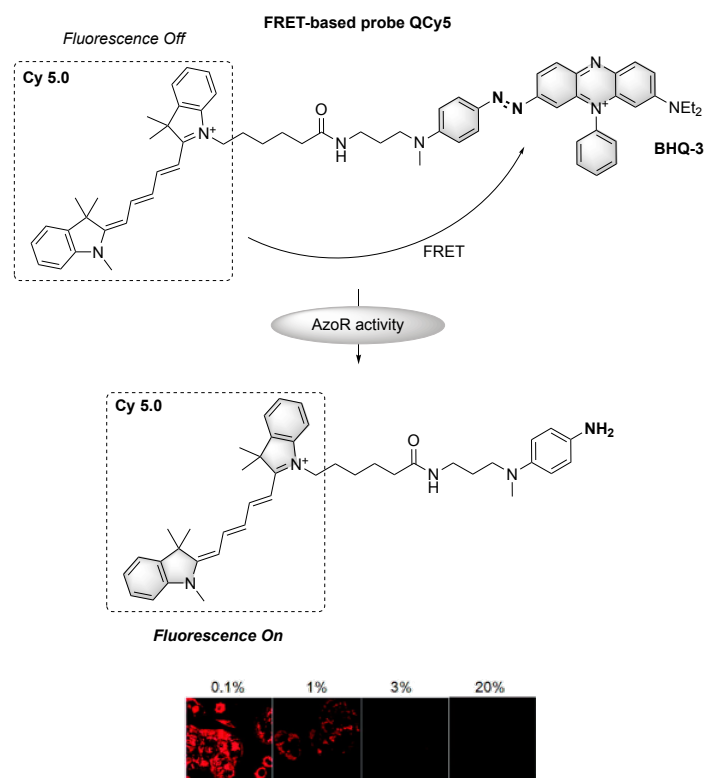 FRET-based probe QCy5
Fluorescence Off
Cy 5.0
N+
O
N
H
N
N
N
N
N+
NEt2
BHQ-3
N
FRET
AzoR activity
Cy 5.0
N+
O
N
H
N
NH2
N
Fluorescence On
0.1% 1% 3% 20%